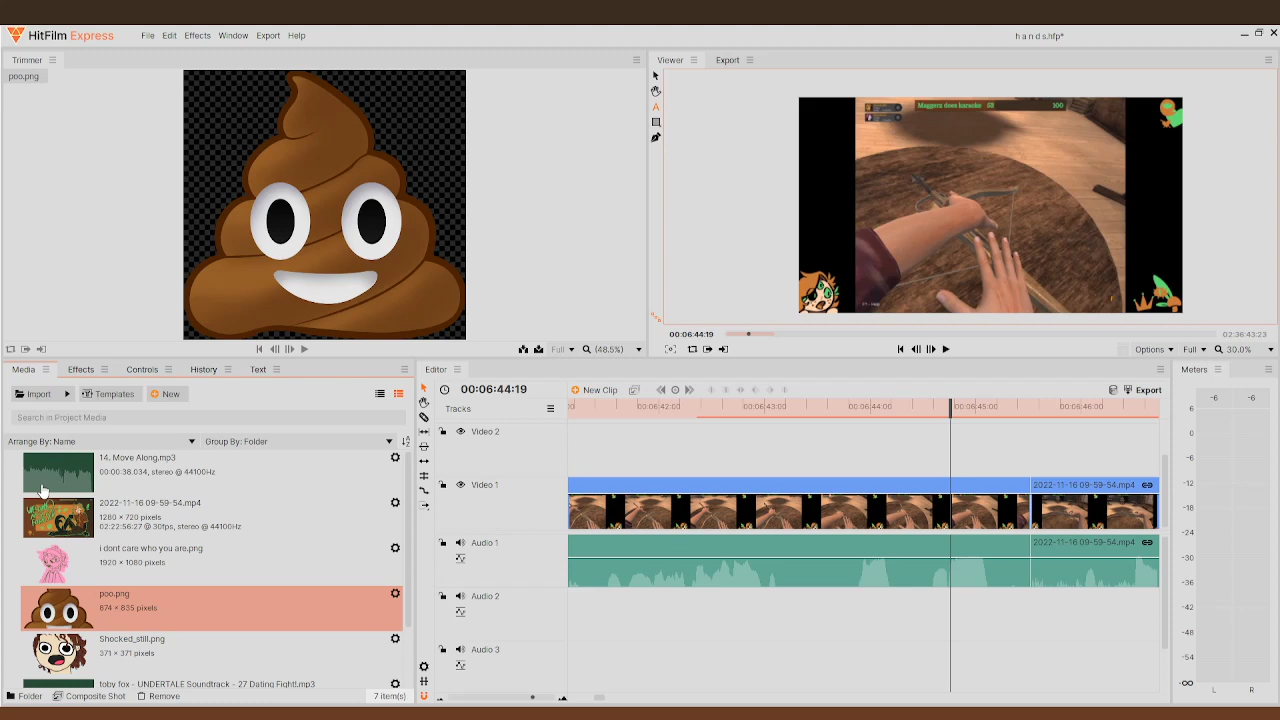 HitFilm Express
File Edit Effects Window Export Help
h a n d s.hfp*
Trimmer
poo.png
Viewer Export
Maggerz does karaoke 100
00:06:44:19 02:36:43:23
Full (48.5%)
Options Full 30.0%
Media Effects Controls History Text
Import Templates New
Search in Project Media
Arrange By: Name Group By: Folder
14. Move Along.mp3
00:00:38.034, stereo @ 44100Hz
2022-11-16 09-59-54.mp4
1280 × 720 pixels
02:22:56:27 @ 30fps, stereo @ 44100Hz
i dont care who you are.png
1920 × 1080 pixels
poo.png
874 × 835 pixels
Shocked_still.png
371 × 371 pixels
toby fox - UNDERTALE Soundtrack - 27 Dating Fight!.mp3
Folder Composite Shot Remove 7 item(s)
Editor
00:06:44:19 New Clip Export
Tracks
00:06:42:00 00:06:43:00 00:06:44:00 00:06:45:00 00:06:46:00
Video 2
Video 1 2022-11-16 09-59-54.mp4
Audio 1 2022-11-16 09-59-54.mp4
Audio 2
Audio 3
Meters
-6 -6
6
0
-6
-12
-18
-24
-30
-36
-42
-48
-54
-∞
L R